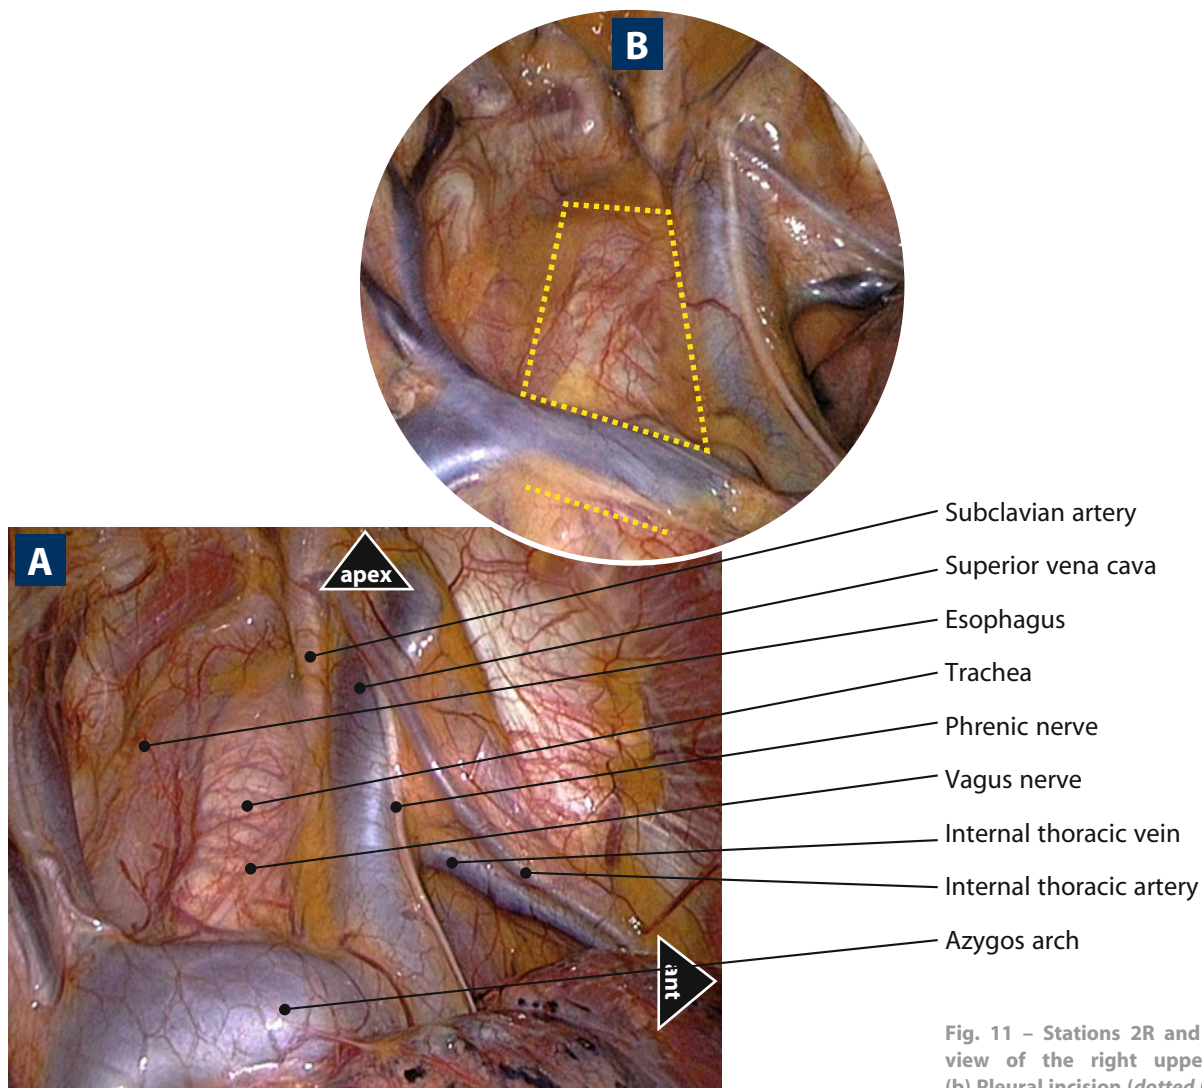 B
A
apex
Subclavian artery
Superior vena cava
Esophagus
Trachea
Phrenic nerve
Vagus nerve
Internal thoracic vein
Internal thoracic artery
Azygos arch
ant
Fig. 11 – Stations 2R and
view of the right uppe
(b) Pleural incision (dotted